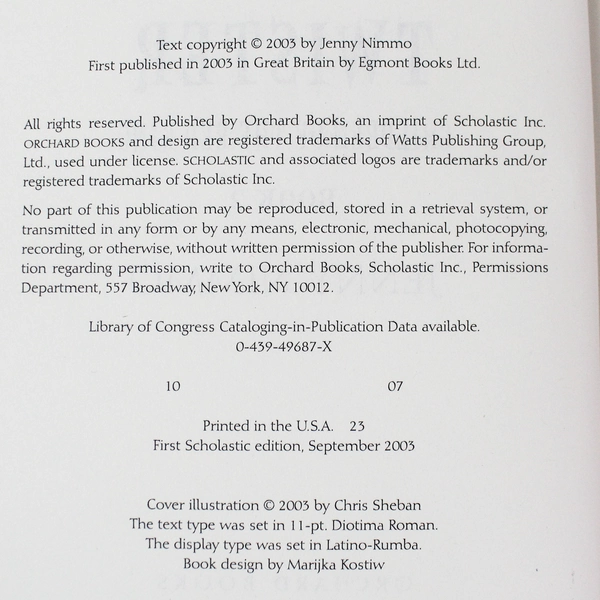 Text copyright © 2003 by Jenny Nimmo
First published in 2003 in Great Britain by Egmont Books Ltd.
All rights reserved. Published by Orchard Books, an imprint of Scholastic Inc.
ORCHARD BOOKS and design are registered trademarks of Watts Publishing Group,
Ltd., used under license. SCHOLASTIC and associated logos are trademarks and/or
registered trademarks of Scholastic Inc.
No part of this publication may be reproduced, stored in a retrieval system, or
transmitted in any form or by any means, electronic, mechanical, photocopying,
recording, or otherwise, without written permission of the publisher. For informa-
tion regarding permission, write to Orchard Books, Scholastic Inc., Permissions
Department, 557 Broadway, New York, NY 10012.
Library of Congress Cataloging-in-Publication Data available.
0-439-49687-X
10 07
Printed in the U.S.A. 23
First Scholastic edition, September 2003
Cover illustration © 2003 by Chris Sheban
The text type was set in 11-pt. Diotima Roman.
The display type was set in Latino-Rumba.
Book design by Marijka Kostiw